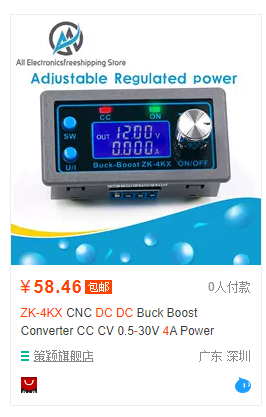 All Electronicsfreeshipping Store
Adjustable Regulated power
CC ON
SW
OUT 12.00 V
0.000 A
U/I
Buck-Boost ZK-4KX ON/OFF
¥58.46 包邮 0人付款
ZK-4KX CNC DC DC Buck Boost
Converter CC CV 0.5-30V 4A Power
策颖旗舰店 广东 深圳